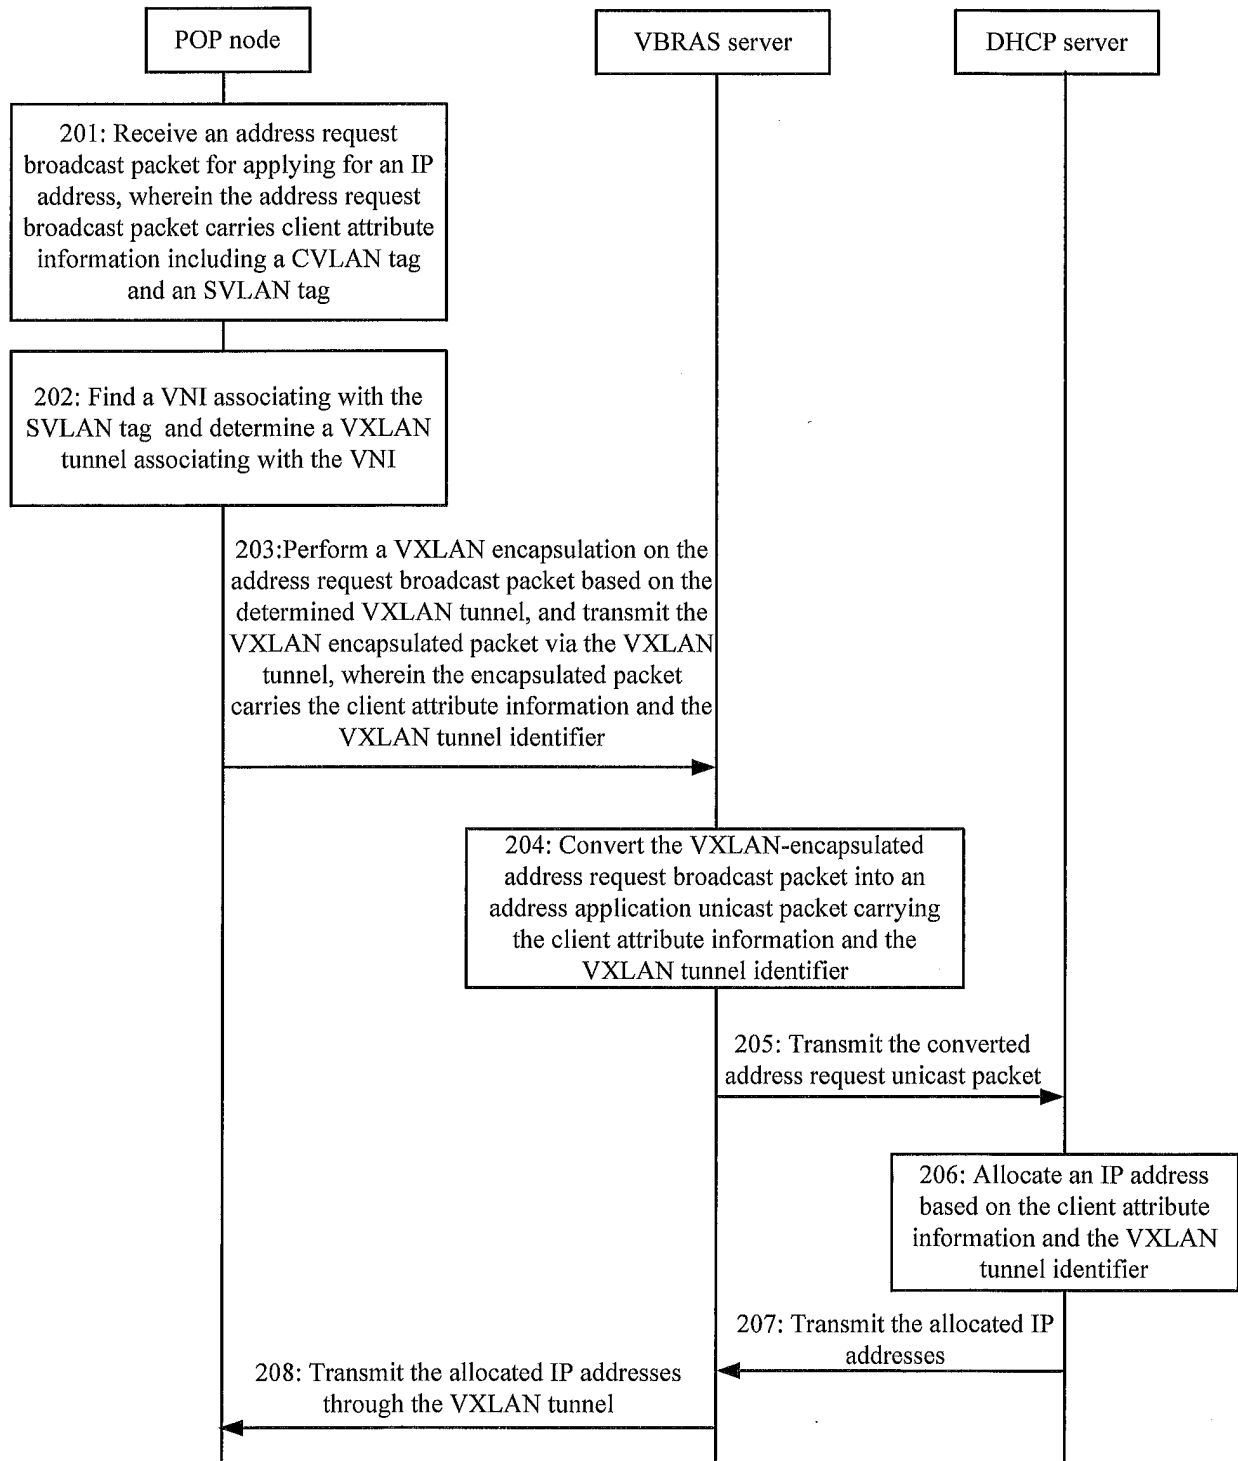 POP node
VBRAS server
DHCP server
201: Receive an address request
broadcast packet for applying for an IP
address, wherein the address request
broadcast packet carries client attribute
information including a CVLAN tag
and an SVLAN tag
202: Find a VNI associating with the
SVLAN tag and determine a VXLAN
tunnel associating with the VNI
203:Perform a VXLAN encapsulation on the
address request broadcast packet based on the
determined VXLAN tunnel, and transmit the
VXLAN encapsulated packet via the VXLAN
tunnel, wherein the encapsulated packet
carries the client attribute information and the
VXLAN tunnel identifier
204: Convert the VXLAN-encapsulated
address request broadcast packet into an
address application unicast packet carrying
the client attribute information and the
VXLAN tunnel identifier
205: Transmit the converted
address request unicast packet
206: Allocate an IP address
based on the client attribute
information and the VXLAN
tunnel identifier
207: Transmit the allocated IP
addresses
208: Transmit the allocated IP addresses
through the VXLAN tunnel